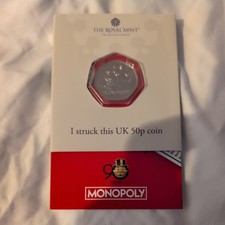 THE ROYAL MINT
I struck this UK 50p coin
90
MONOPOLY